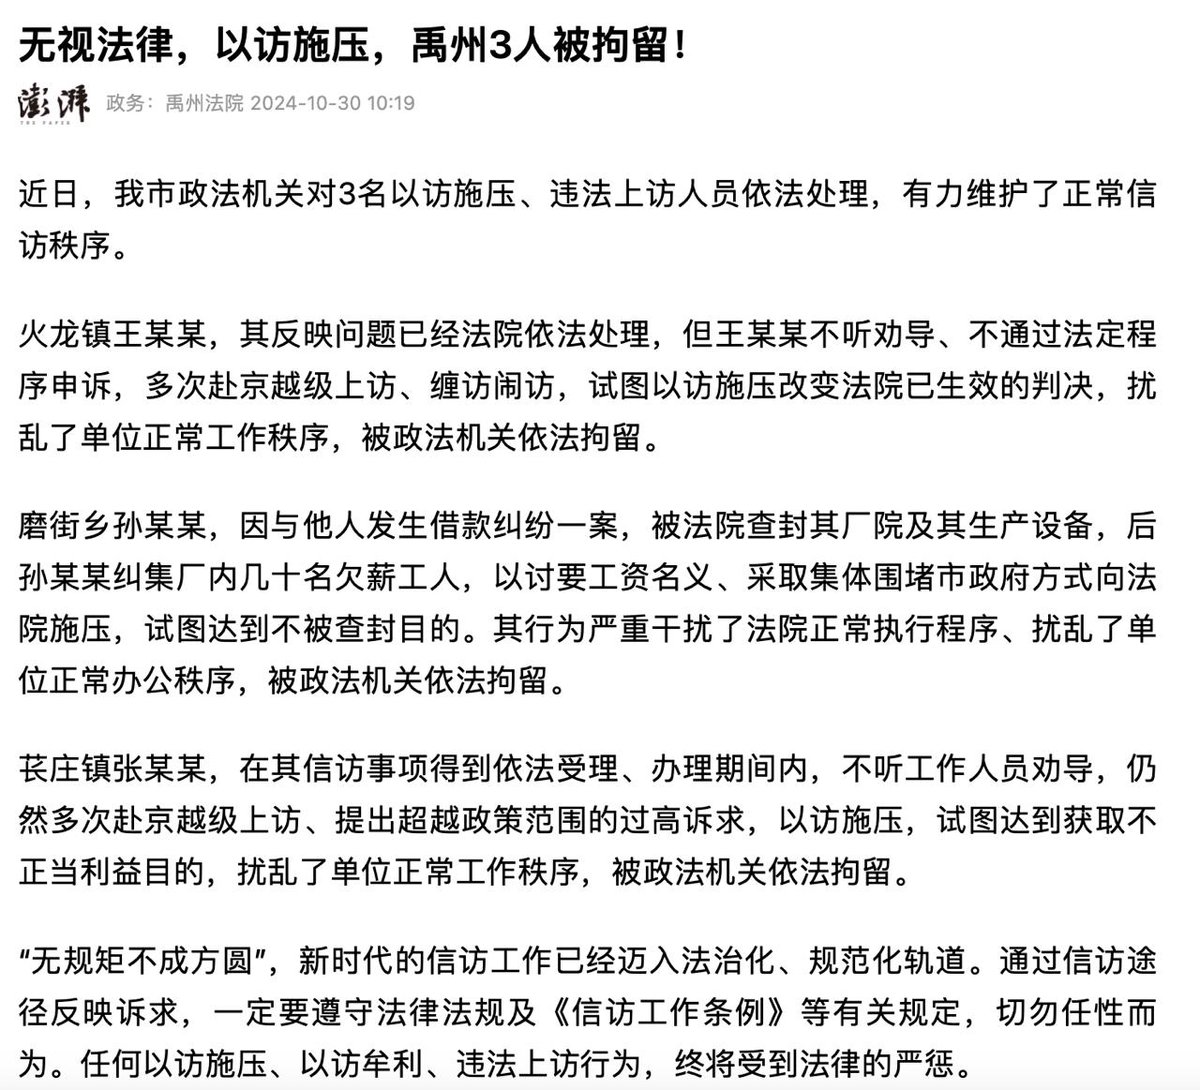 无视法律，以访施压，禹州3人被拘留！
澎湃
THE PAPER
政务：禹州法院 2024-10-30 10:19
近日，我市政法机关对3名以访施压、违法上访人员依法处理，有力维护了正常信
访秩序。
火龙镇王某某，其反映问题已经法院依法处理，但王某某不听劝导、不通过法定程
序申诉，多次赴京越级上访、缠访闹访，试图以访施压改变法院已生效的判决，扰
乱了单位正常工作秩序，被政法机关依法拘留。
磨街乡孙某某，因与他人发生借款纠纷一案，被法院查封其厂院及其生产设备，后
孙某某纠集厂内几十名欠薪工人，以讨要工资名义、采取集体围堵市政府方式向法
院施压，试图达到不被查封目的。其行为严重干扰了法院正常执行程序、扰乱了单
位正常办公秩序，被政法机关依法拘留。
苌庄镇张某某，在其信访事项得到依法受理、办理期间内，不听工作人员劝导，仍
然多次赴京越级上访、提出超越政策范围的过高诉求，以访施压，试图达到获取不
正当利益目的，扰乱了单位正常工作秩序，被政法机关依法拘留。
“无规矩不成方圆”，新时代的信访工作已经迈入法治化、规范化轨道。通过信访途
径反映诉求，一定要遵守法律法规及《信访工作条例》等有关规定，切勿任性而
为。任何以访施压、以访牟利、违法上访行为，终将受到法律的严惩。